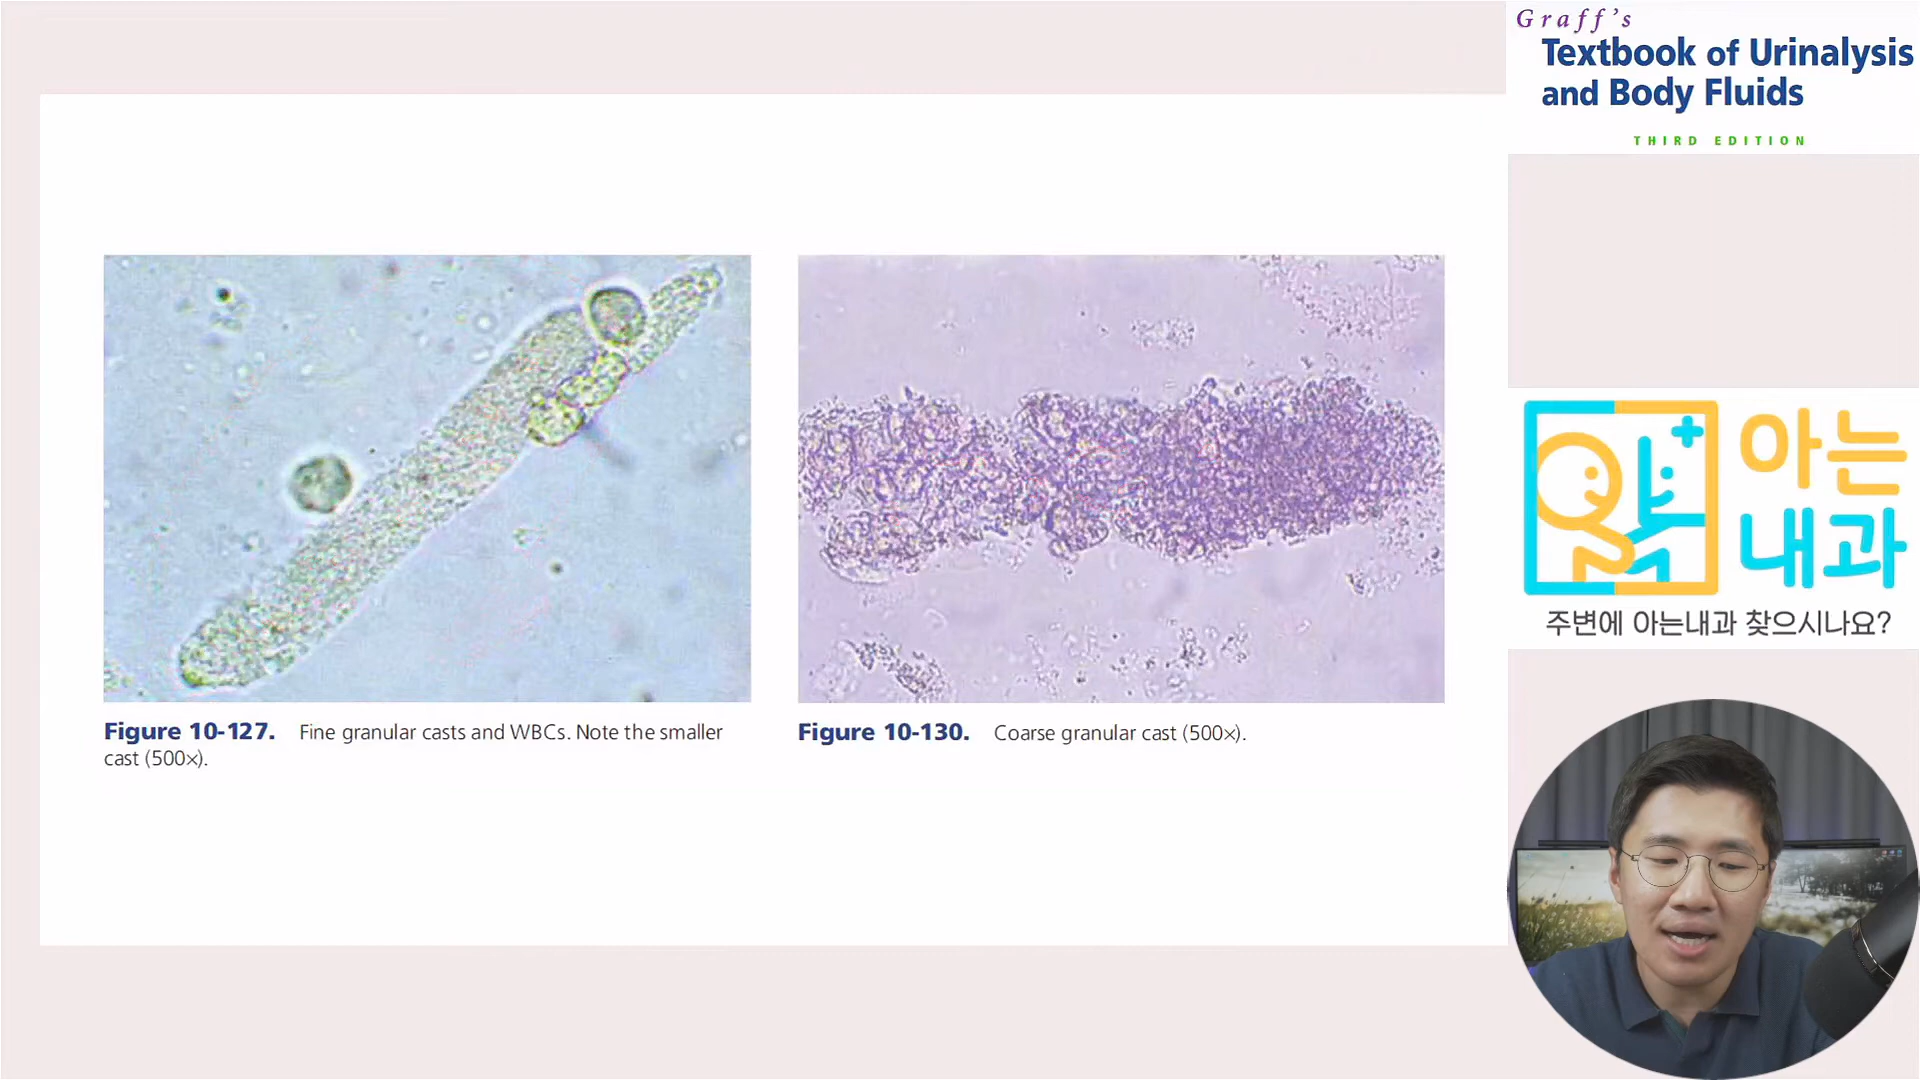 Graff's
Textbook of Urinalysis
and Body Fluids
THIRD EDITION
Figure 10-127. Fine granular casts and WBCs. Note the smaller
cast (500×).
Figure 10-130. Coarse granular cast (500×).
아는
내과
주변에 아는내과 찾으시나요?